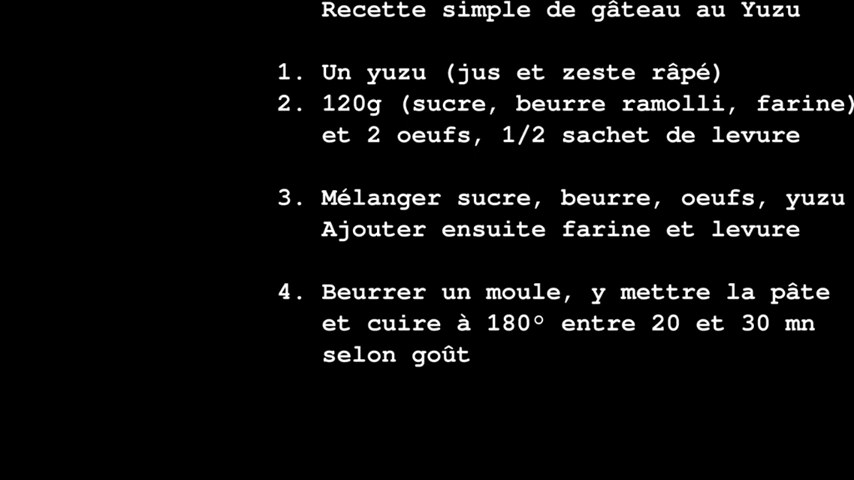 Recette simple de gâteau au Yuzu
1. Un yuzu (jus et zeste râpé)
2. 120g (sucre, beurre ramolli, farine)
et 2 oeufs, 1/2 sachet de levure
3. Mélanger sucre, beurre, oeufs, yuzu
Ajouter ensuite farine et levure
4. Beurrer un moule, y mettre la pâte
et cuire à 180° entre 20 et 30 mn
selon goût